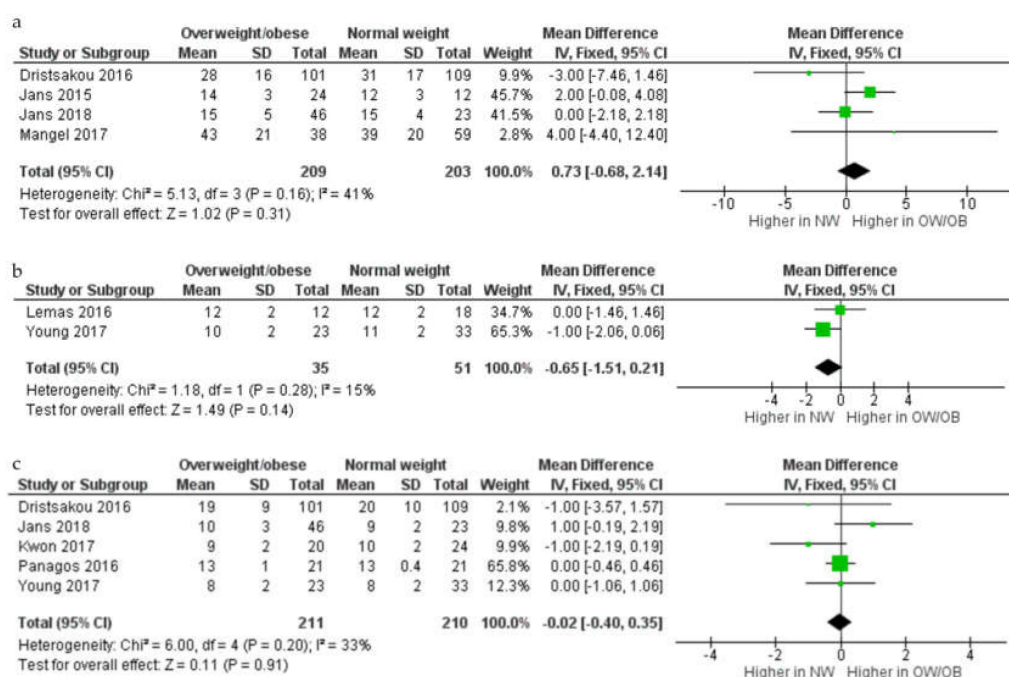 a
Overweight/obese Normal weight Mean Difference Mean Difference
Study or Subgroup Mean SD Total Mean SD Total Weight IV, Fixed, 95% CI IV, Fixed, 95% CI
Dristsakou 2016 28 16 101 31 17 109 9.9% -3.00 [-7.46, 1.46]
Jans 2015 14 3 24 12 3 12 45.7% 2.00 [-0.08, 4.08]
Jans 2018 15 5 46 15 4 23 41.5% 0.00 [-2.18, 2.18]
Mangel 2017 43 21 38 39 20 59 2.8% 4.00 [-4.40, 12.40]
Total (95% CI) 209 203 100.0% 0.73 [-0.68, 2.14]
Heterogeneity: Chi² = 5.13, df = 3 (P = 0.16); I² = 41%
Test for overall effect: Z = 1.02 (P = 0.31)
-10 -5 0 5 10
Higher in NW Higher in OW/OB
b
Overweight/obese Normal weight Mean Difference Mean Difference
Study or Subgroup Mean SD Total Mean SD Total Weight IV, Fixed, 95% CI IV, Fixed, 95% CI
Lemas 2016 12 2 12 12 2 18 34.7% 0.00 [-1.46, 1.46]
Young 2017 10 2 23 11 2 33 65.3% -1.00 [-2.06, 0.06]
Total (95% CI) 35 51 100.0% -0.65 [-1.51, 0.21]
Heterogeneity: Chi² = 1.18, df = 1 (P = 0.28); I² = 15%
Test for overall effect: Z = 1.49 (P = 0.14)
-4 -2 0 2 4
Higher in NW Higher in OW/OB
c
Overweight/obese Normal weight Mean Difference Mean Difference
Study or Subgroup Mean SD Total Mean SD Total Weight IV, Fixed, 95% CI IV, Fixed, 95% CI
Dristsakou 2016 19 9 101 20 10 109 2.1% -1.00 [-3.57, 1.57]
Jans 2018 10 3 46 9 2 23 9.8% 1.00 [-0.19, 2.19]
Kwon 2017 9 2 20 10 2 24 9.9% -1.00 [-2.19, 0.19]
Panagos 2016 13 1 21 13 0.4 21 65.8% 0.00 [-0.46, 0.46]
Young 2017 8 2 23 8 2 33 12.3% 0.00 [-1.06, 1.06]
Total (95% CI) 211 210 100.0% -0.02 [-0.40, 0.35]
Heterogeneity: Chi² = 6.00, df = 4 (P = 0.20); I² = 33%
Test for overall effect: Z = 0.11 (P = 0.91)
-4 -2 0 2 4
Higher in NW Higher in OW/OB